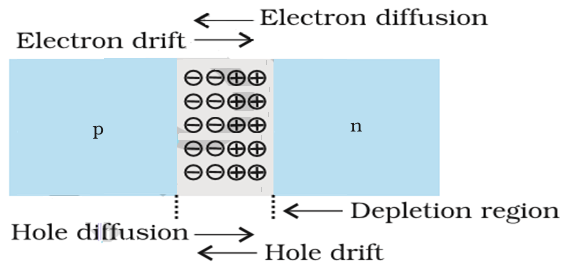 Electron diffusion
Electron drift
p
n
⊖⊖⊕⊕
⊖⊖⊕⊕
⊖⊖⊕⊕
⊖⊖⊕⊕
⊖⊖⊕⊕
Depletion region
Hole diffusion
Hole drift